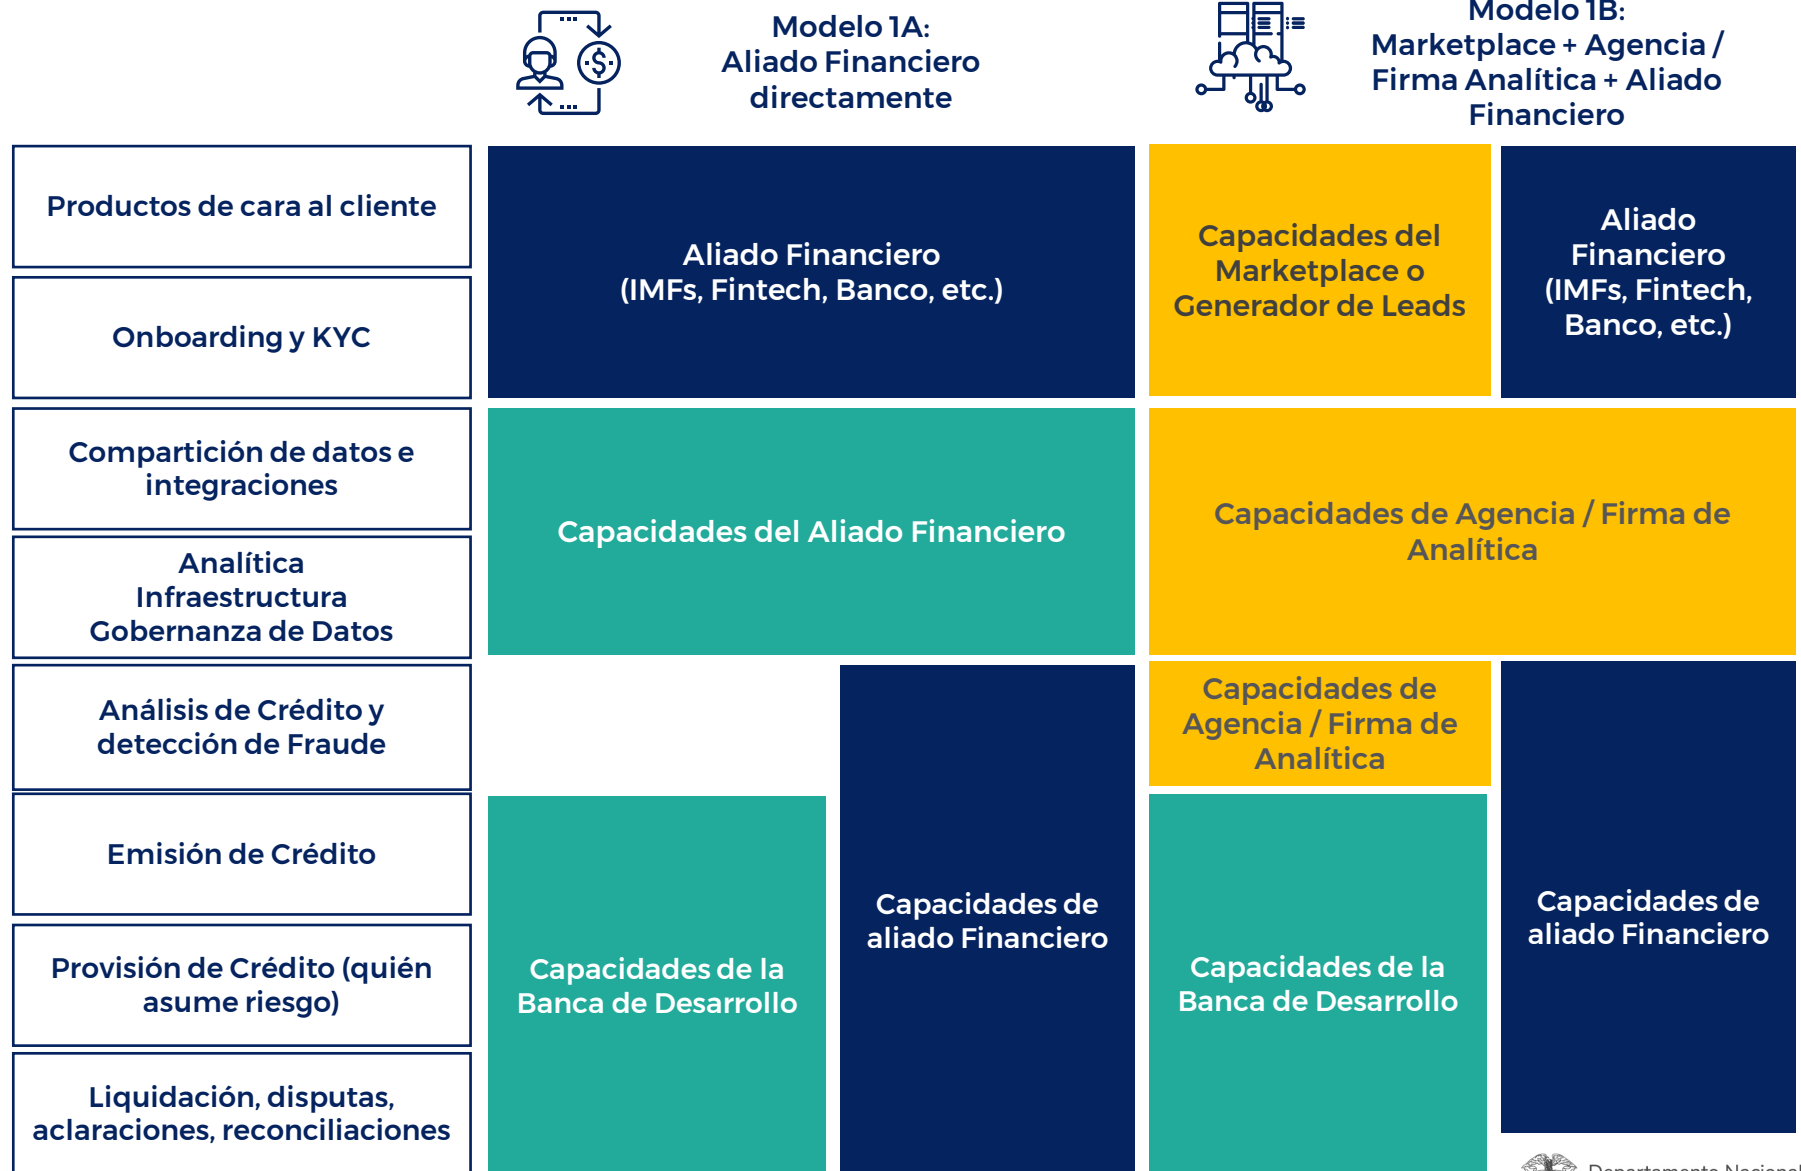 Modelo 1A:
Aliado Financiero
directamente
Modelo 1B:
Marketplace + Agencia /
Firma Analítica + Aliado
Financiero
Productos de cara al cliente
Onboarding y KYC
Compartición de datos e
integraciones
Analítica
Infraestructura
Gobernanza de Datos
Análisis de Crédito y
detección de Fraude
Emisión de Crédito
Provisión de Crédito (quién
asume riesgo)
Liquidación, disputas,
aclaraciones, reconciliaciones
Aliado Financiero
(IMFs, Fintech, Banco, etc.)
Capacidades del Aliado Financiero
Capacidades de la
Banca de Desarrollo
Capacidades de
aliado Financiero
Capacidades del
Marketplace o
Generador de Leads
Aliado
Financiero
(IMFs, Fintech,
Banco, etc.)
Capacidades de Agencia / Firma de
Analítica
Capacidades de
Agencia / Firma de
Analítica
Capacidades de la
Banca de Desarrollo
Capacidades de
aliado Financiero
Departamento Nacional